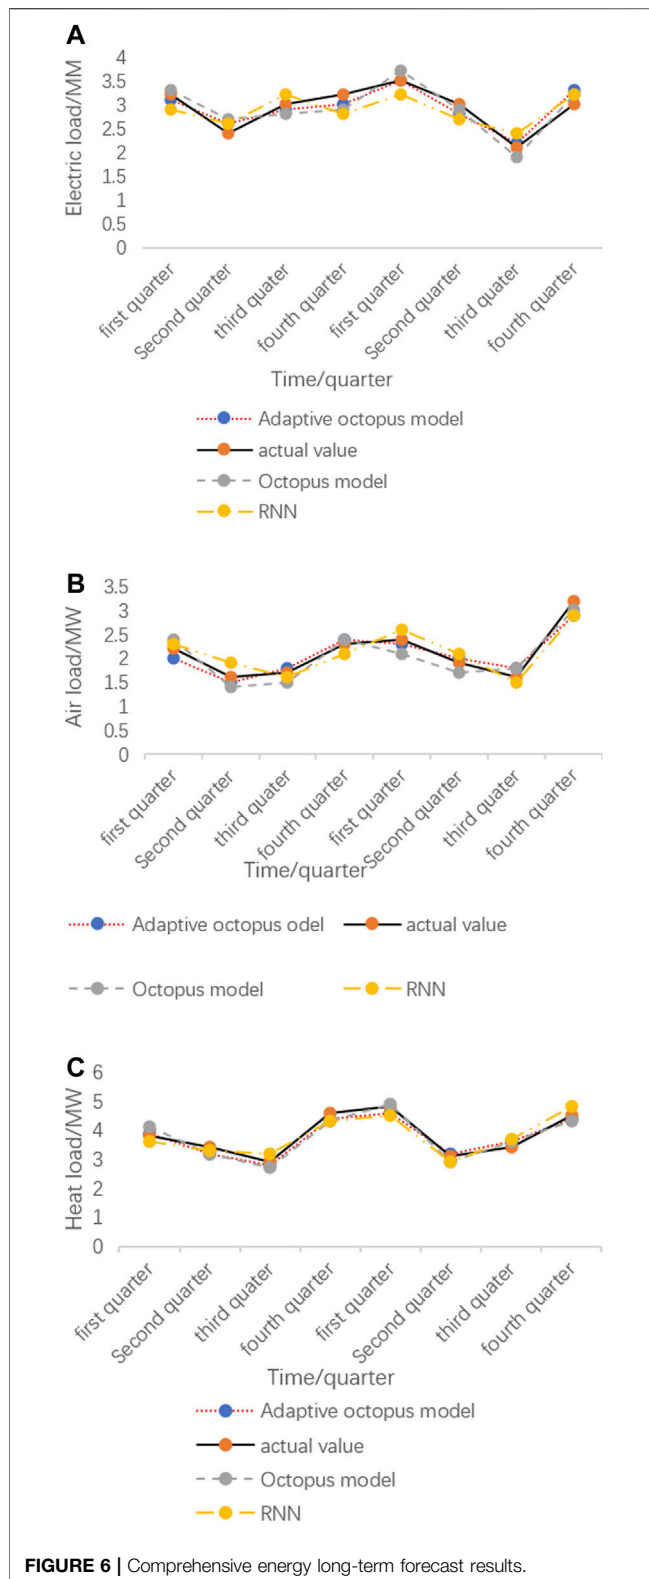 A
4
3.5
3
2.5
2
1.5
1
0.5
0
Electric load/MM
first quarter
Second quarter
third quater
fourth quarter
first quarter
Second quarter
third quater
fourth quarter
Time/quarter
Adaptive octopus model
actual value
Octopus model
RNN
B
3.5
3
2.5
2
1.5
1
0.5
0
Air load/MW
first quarter
Second quarter
third quater
fourth quarter
first quarter
Second quarter
third quater
fourth quarter
Time/quarter
Adaptive octopus odel actual value
Octopus model RNN
C
6
5
4
3
2
1
0
Heat load/MW
first quarter
Second quarter
third quater
fourth quarter
first quarter
Second quarter
third quater
fourth quarter
Time/quarter
Adaptive octopus model
actual value
Octopus model
RNN
FIGURE 6 | Comprehensive energy long-term forecast results.